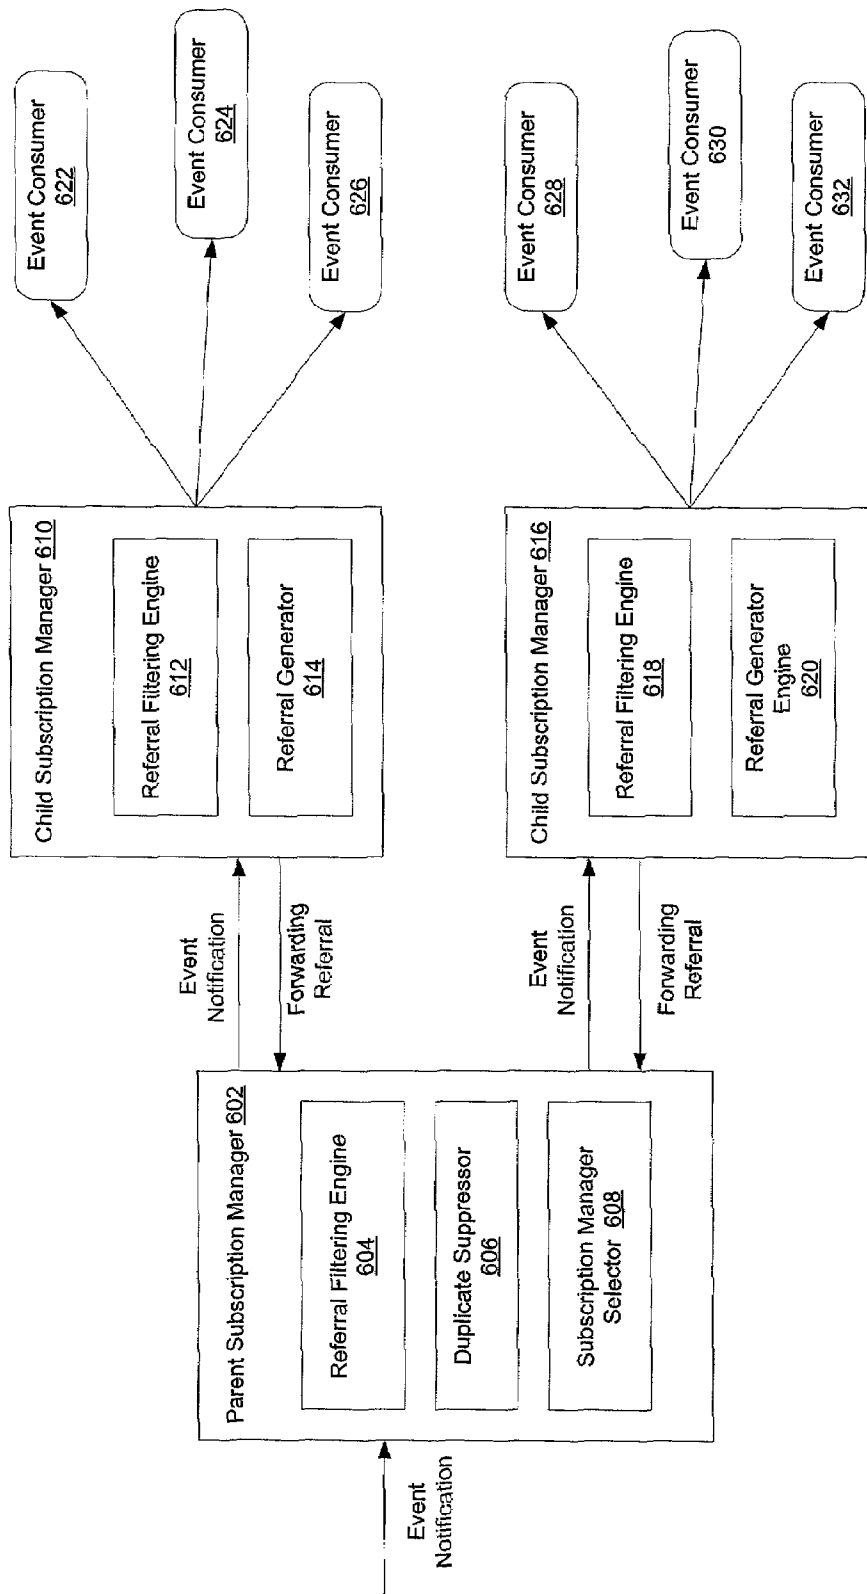 Event
Notification
Parent Subscription Manager 602
Referral Filtering Engine
604
Duplicate Suppressor
606
Subscription Manager
Selector 608
Event
Notification
Forwarding
Referral
Event
Notification
Forwarding
Referral
Child Subscription Manager 610
Referral Filtering Engine
612
Referral Generator
614
Child Subscription Manager 616
Referral Filtering Engine
618
Referral Generator
Engine
620
Event Consumer
622
Event Consumer
624
Event Consumer
626
Event Consumer
628
Event Consumer
630
Event Consumer
632